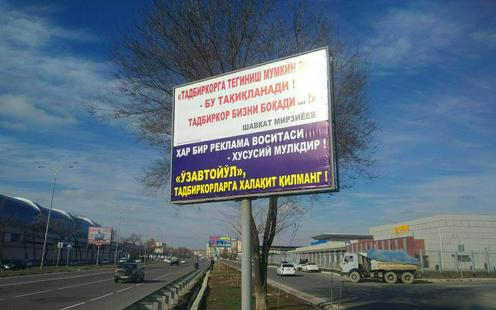 «ТАДБИРКОРГА ТЕГИНИШ МУМКИН
- БУ ТАҚИҚЛАНАДИ !
ТАДБИРКОР БИЗНИ БОҚАДИ ...!»
ШАВКАТ МИРЗИЁЕВ
ҲАР БИР РЕКЛАМА ВОСИТАСИ
- ХУСУСИЙ МУЛКДИР !
«ЎЗАВТОЙЎЛ»,
ТАДБИРКОРЛАРГА ХАЛАҚИТ ҚИЛМАНГ !